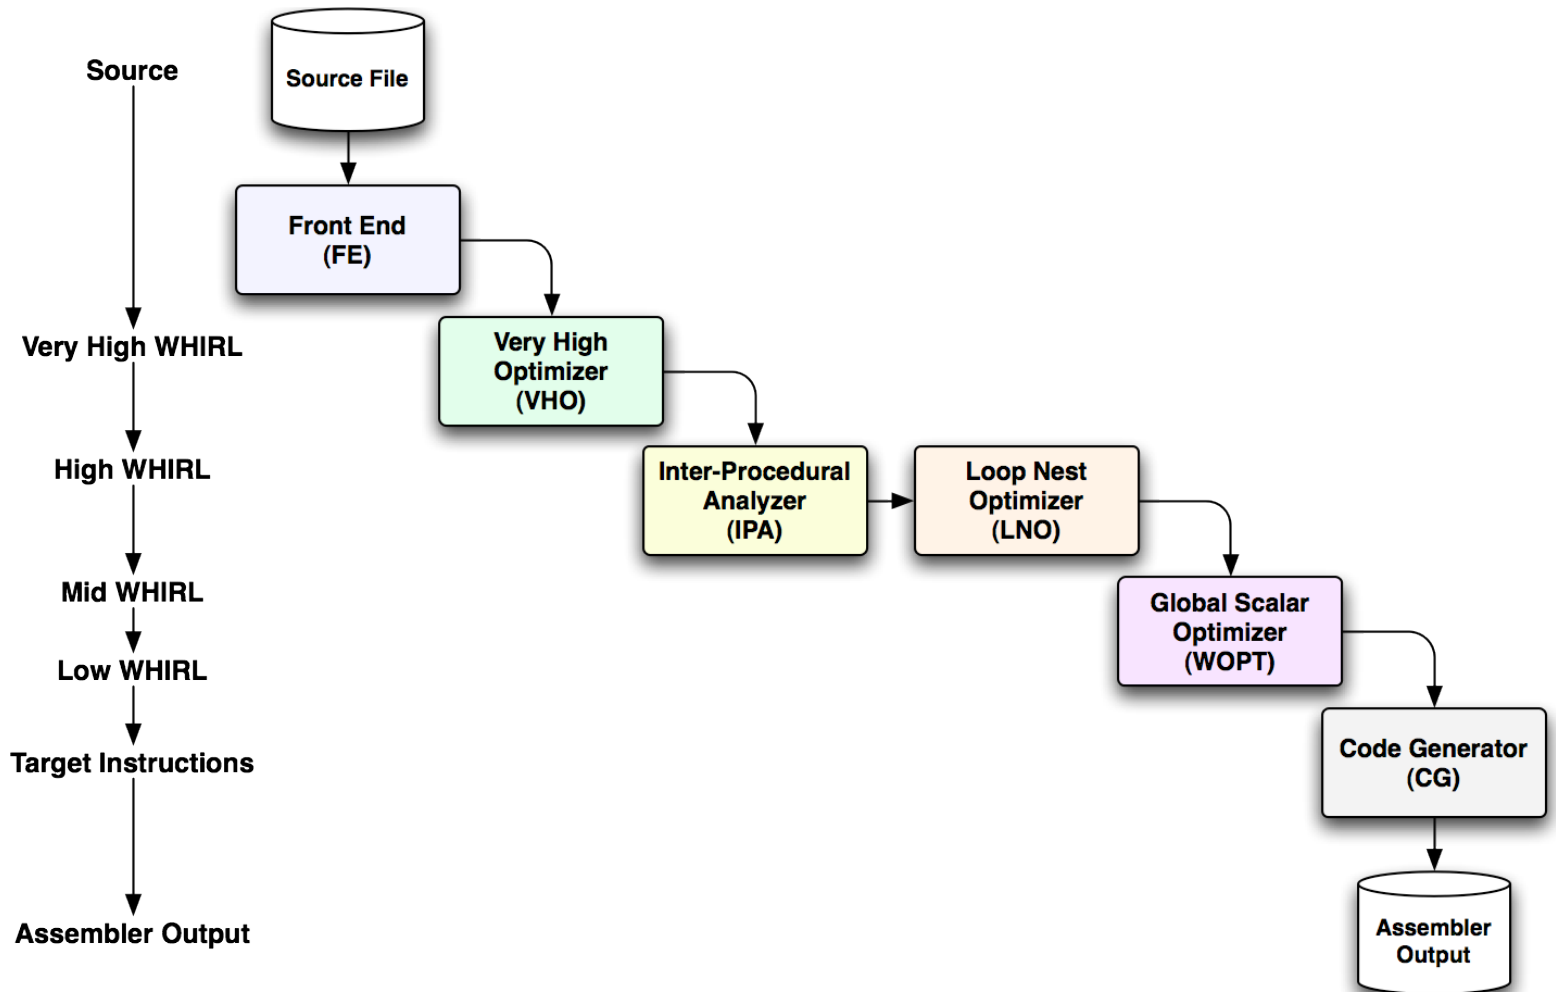 Source
Source File
Front End
(FE)
Very High WHIRL
Very High
Optimizer
(VHO)
High WHIRL
Inter-Procedural
Analyzer
(IPA)
Loop Nest
Optimizer
(LNO)
Mid WHIRL
Global Scalar
Optimizer
(WOPT)
Low WHIRL
Target Instructions
Code Generator
(CG)
Assembler Output
Assembler
Output